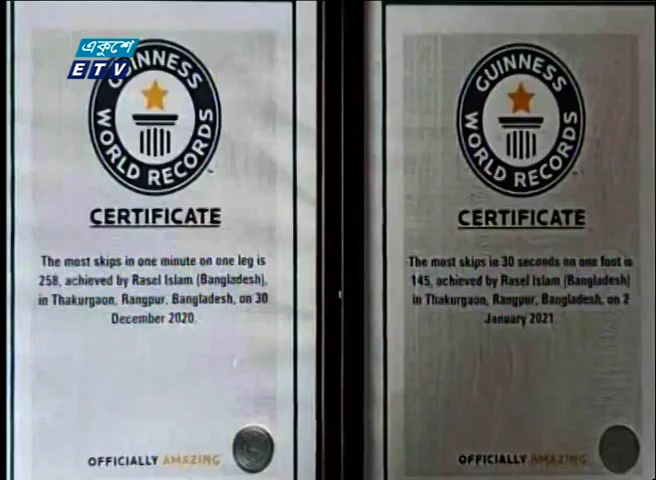 একুশে
ETV
GUINNESS
WORLD RECORDS
CERTIFICATE
The most skips in one minute on one leg is
258, achieved by Rasel Islam (Bangladesh),
in Thakurgaon, Rangpur, Bangladesh, on 30
December 2020
OFFICIALLY AMAZING
GUINNESS
WORLD RECORDS
CERTIFICATE
The most skips in 30 seconds on one foot is
145, achieved by Rasel Islam (Bangladesh)
in Thakurgaon, Rangpur, Bangladesh, on 2
January 2021
OFFICIALLY AMAZING